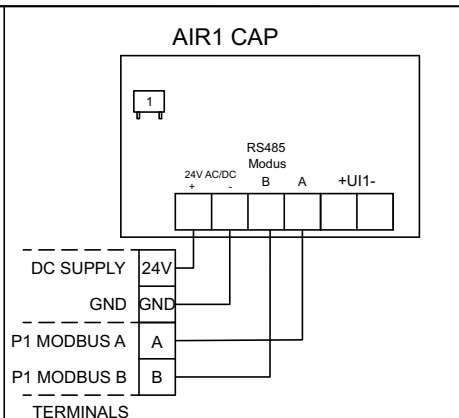 AIR1 CAP
1
RS485
Modus
24V AC/DC
+ - B A +UI1-
DC SUPPLY 24V
GND GND
P1 MODBUS A A
P1 MODBUS B B
TERMINALS